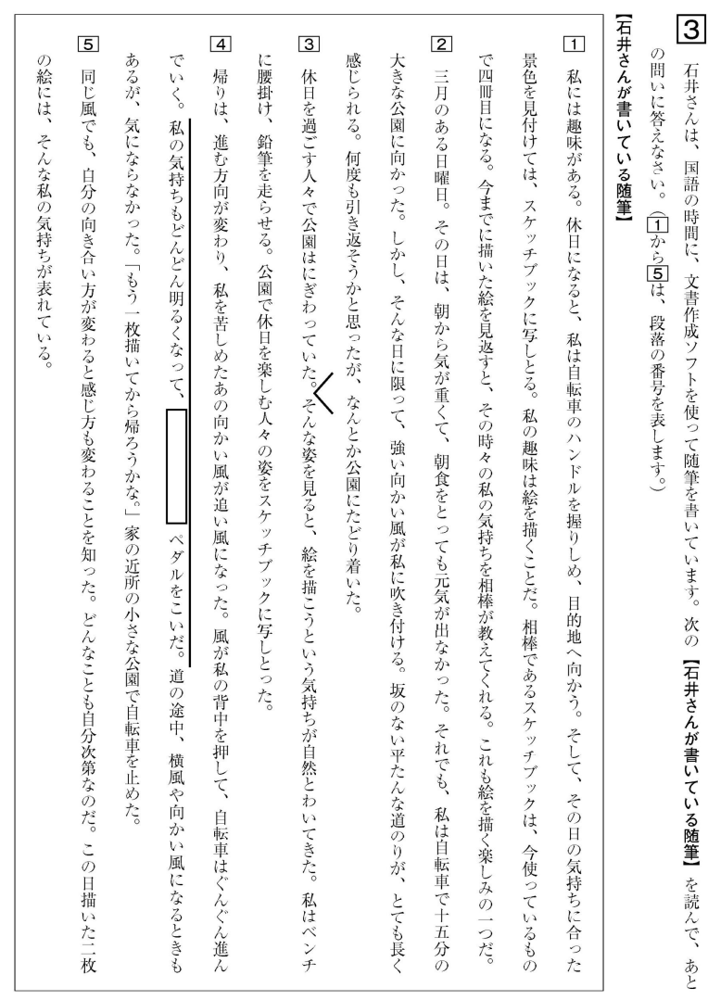 3 石井さんは、国語の時間に、文書作成ソフトを使って随筆を書いています。次の【石井さんが書いている随筆】を読んで、あと
の問いに答えなさい。（1から5は、段落の番号を表します。）
【石井さんが書いている随筆】
1 私には趣味がある。休日になると、私は自転車のハンドルを握りしめ、目的地へ向かう。そして、その日の気持ちに合った
景色を見付けては、スケッチブックに写しとる。私の趣味は絵を描くことだ。相棒であるスケッチブックは、今使っているもの
で四冊目になる。今までに描いた絵を見返すと、その時々の私の気持ちを相棒が教えてくれる。これも絵を描く楽しみの一つだ。
2 三月のある日曜日。その日は、朝から気が重くて、朝食をとっても元気が出なかった。それでも、私は自転車で十五分の
大きな公園に向かった。しかし、そんな日に限って、強い向かい風が私に吹き付ける。坂のない平たんな道のりが、とても長く
感じられる。何度も引き返そうかと思ったが、なんとか公園にたどり着いた。
3 休日を過ごす人々で公園はにぎわっていた。そんな姿を見ると、絵を描こうという気持ちが自然とわいてきた。私はベンチ
に腰掛け、鉛筆を走らせる。公園で休日を楽しむ人々の姿をスケッチブックに写しとった。
4 帰りは、進む方向が変わり、私を苦しめたあの向かい風が追い風になった。風が私の背中を押して、自転車はぐんぐん進ん
でいく。私の気持ちもどんどん明るくなって、 ペダルをこいだ。道の途中、横風や向かい風になるときも
あるが、気にならなかった。「もう一枚描いてから帰ろうかな。」家の近所の小さな公園で自転車を止めた。
5 同じ風でも、自分の向き合い方が変わると感じ方も変わることを知った。どんなことも自分次第なのだ。この日描いた二枚
の絵には、そんな私の気持ちが表れている。